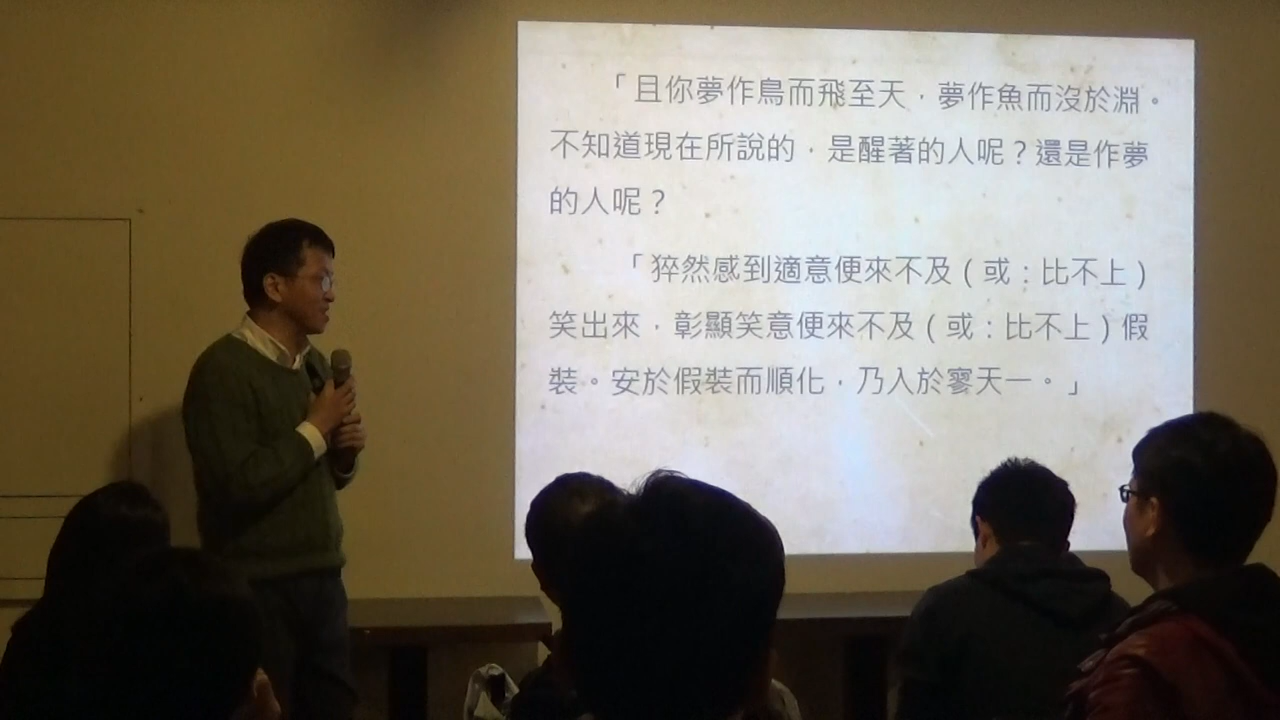 「且你夢作鳥而飛至天，夢作魚而沒於淵。
不知道現在所說的，是醒著的人呢？還是作夢
的人呢？
「猝然感到適意便來不及（或：比不上）
笑出來，彰顯笑意便來不及（或：比不上）假
裝。安於假裝而順化，乃入於寥天一。」